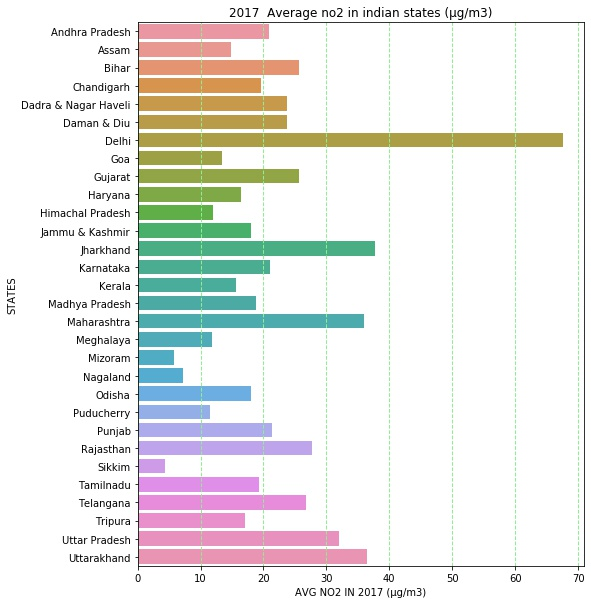 2017  Average no2 in indian states (µg/m3)
Andhra Pradesh
Assam
Bihar
Chandigarh
Dadra & Nagar Haveli
Daman & Diu
Delhi
Goa
Gujarat
Haryana
Himachal Pradesh
Jammu & Kashmir
Jharkhand
Karnataka
Kerala
Madhya Pradesh
Maharashtra
Meghalaya
Mizoram
Nagaland
Odisha
Puducherry
Punjab
Rajasthan
Sikkim
Tamilnadu
Telangana
Tripura
Uttar Pradesh
Uttarakhand
STATES
0 10 20 30 40 50 60 70
AVG NO2 IN 2017 (µg/m3)